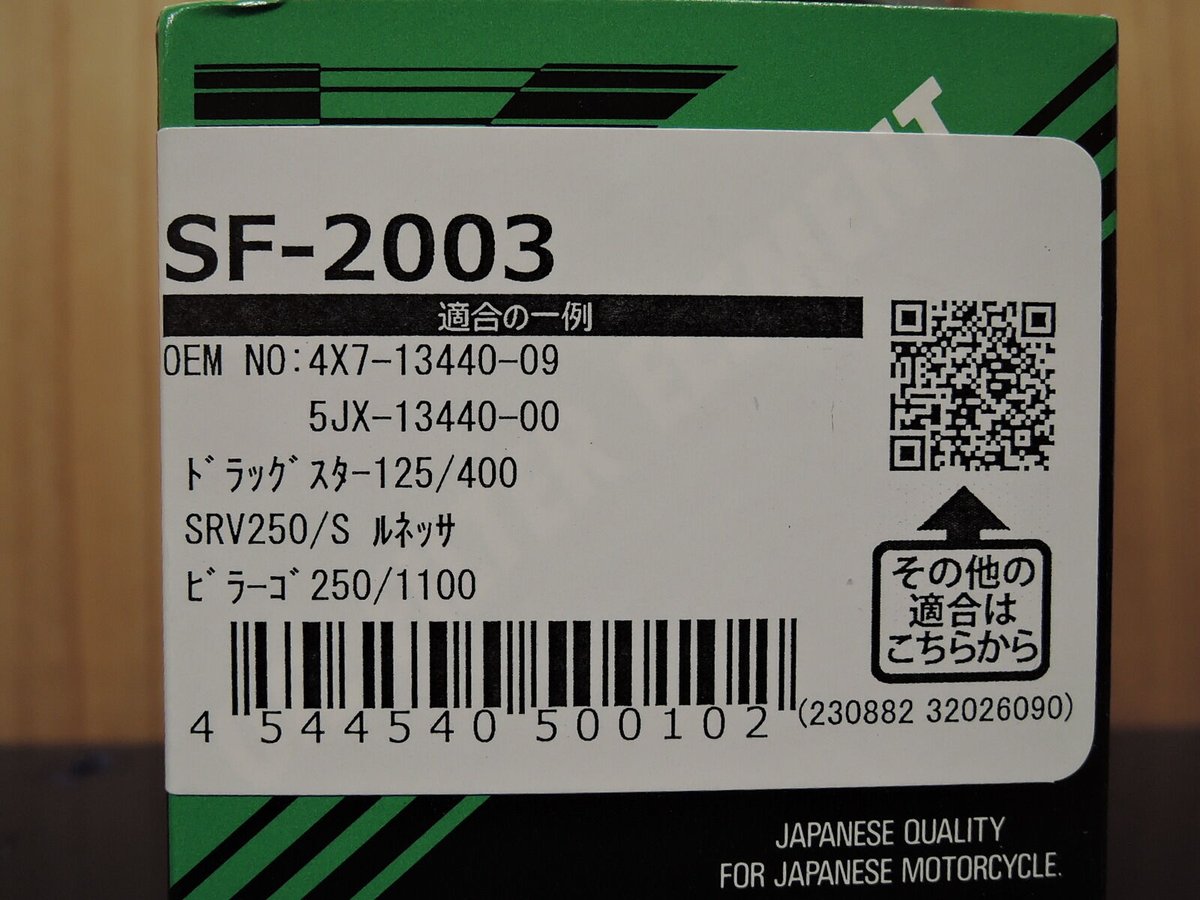 SF-2003
適合の一例
OEM NO:4X7-13440-09
5JX-13440-00
ﾄﾞﾗｯｸﾞｽﾀｰ125/400
SRV250/S ﾙﾈｯｻ
ﾋﾞﾗｰｺﾞ250/1100
その他の
適合は
こちらから
4 544540 500102
(230882 32026090)
JAPANESE QUALITY
FOR JAPANESE MOTORCYCLE.